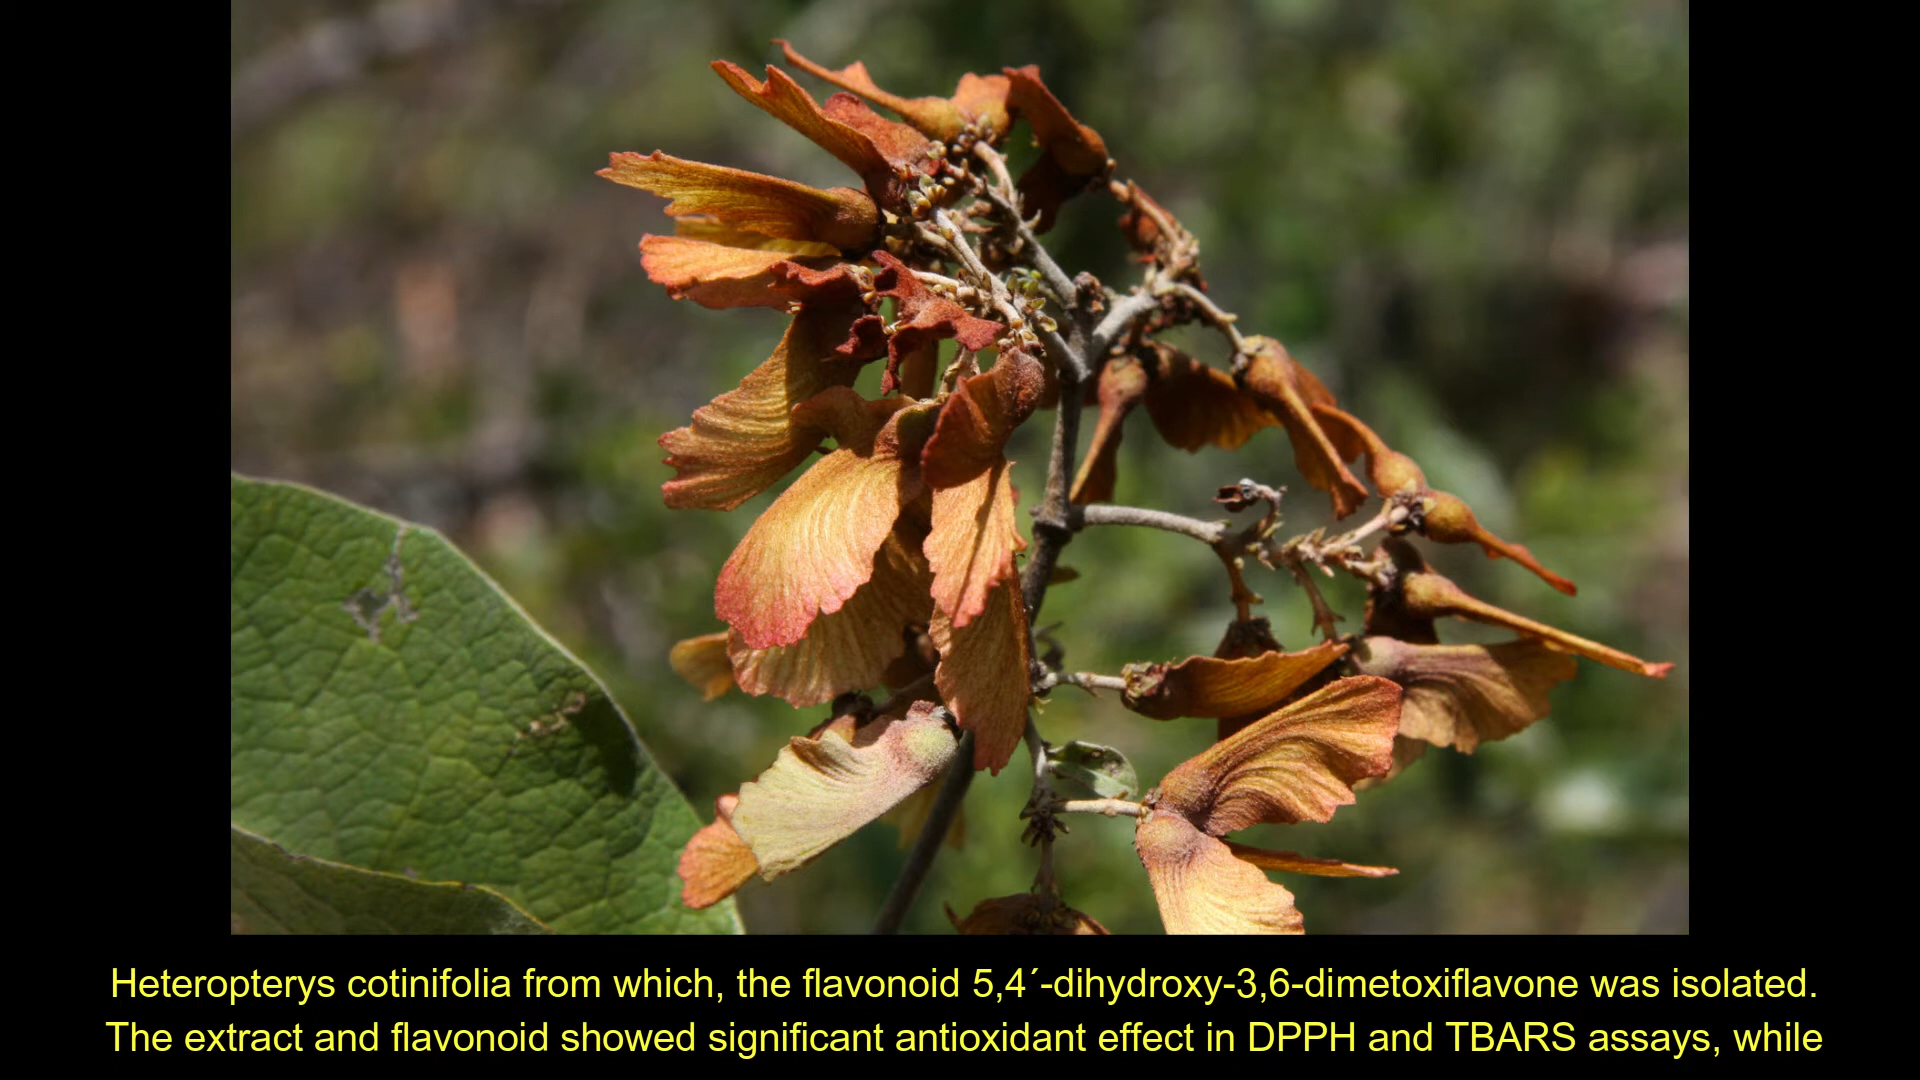 Heteropterys cotinifolia from which, the flavonoid 5,4´-dihydroxy-3,6-dimetoxiflavone was isolated.
The extract and flavonoid showed significant antioxidant effect in DPPH and TBARS assays, while